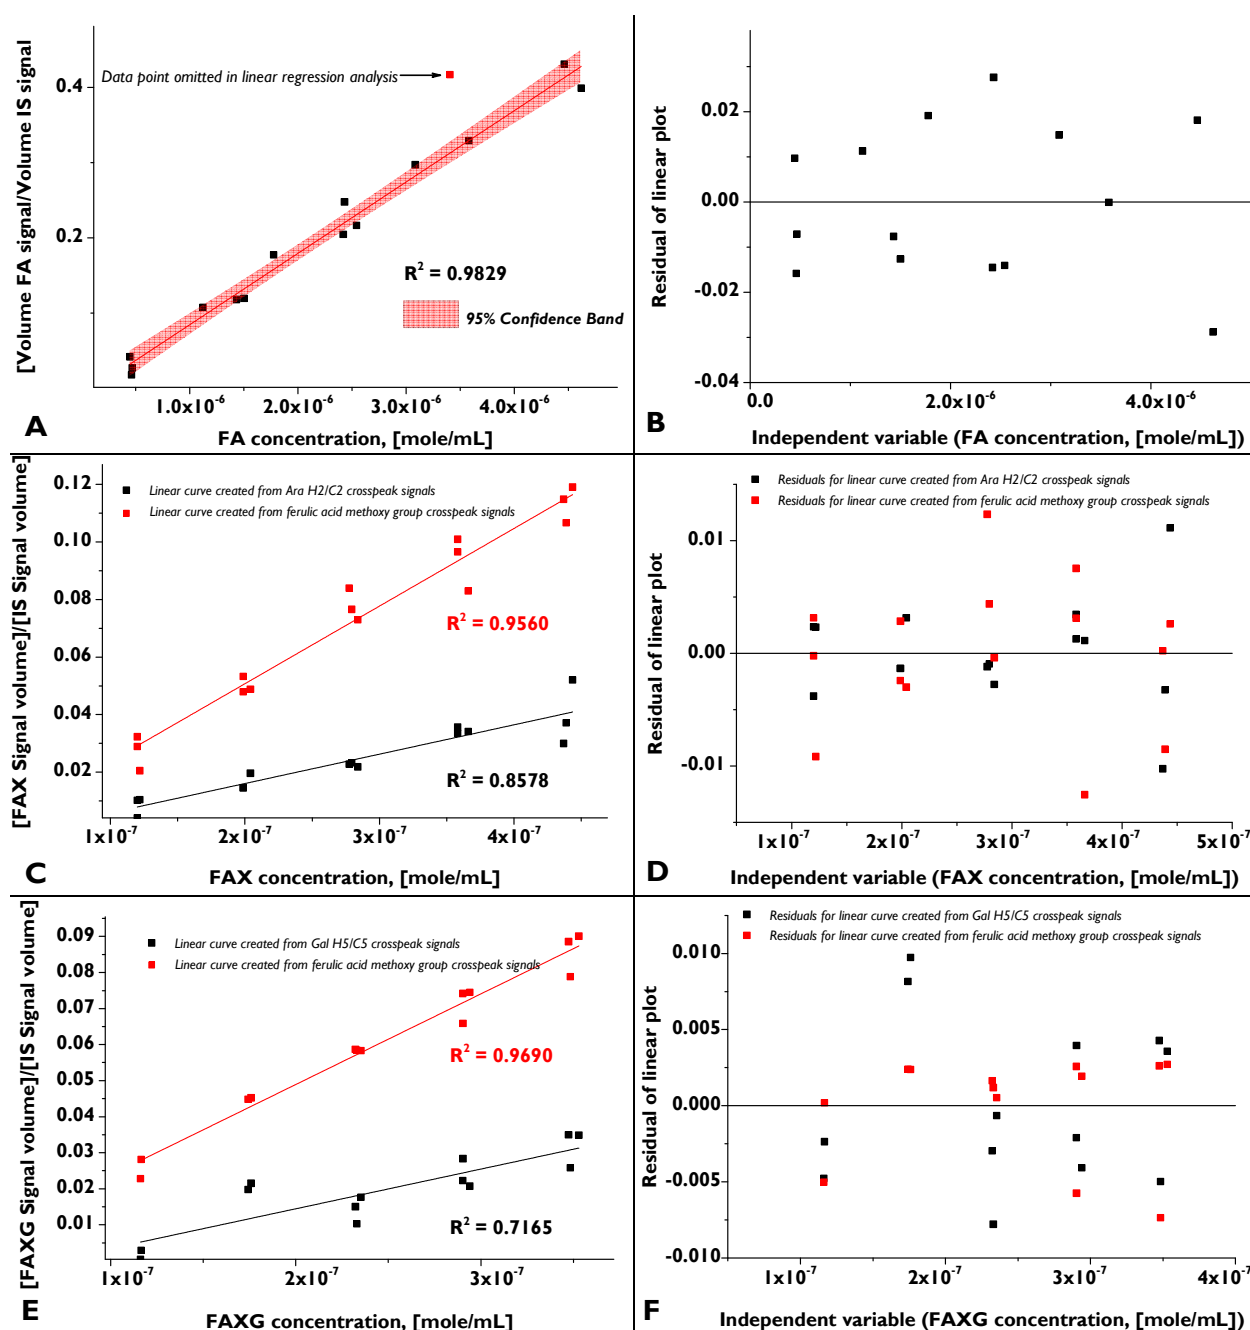 [Volume FA signal/Volume IS signal]
0.4
0.2
Data point omitted in linear regression analysis
R² = 0.9829
95% Confidence Band
1.0x10⁻⁶ 2.0x10⁻⁶ 3.0x10⁻⁶ 4.0x10⁻⁶
A
FA concentration, [mole/mL]
Residual of linear plot
0.02
0.00
-0.02
-0.04
0.0 2.0x10⁻⁶ 4.0x10⁻⁶
B
Independent variable (FA concentration, [mole/mL])
[FAX Signal volume]/[IS Signal volume]
0.12
0.10
0.08
0.06
0.04
0.02
Linear curve created from Ara H2/C2 crosspeak signals
Linear curve created from ferulic acid methoxy group crosspeak signals
R² = 0.9560
R² = 0.8578
1x10⁻⁷ 2x10⁻⁷ 3x10⁻⁷ 4x10⁻⁷
C
FAX concentration, [mole/mL]
Residuals for linear curve created from Ara H2/C2 crosspeak signals
Residuals for linear curve created from ferulic acid methoxy group crosspeak signals
Residual of linear plot
0.01
0.00
-0.01
1x10⁻⁷ 2x10⁻⁷ 3x10⁻⁷ 4x10⁻⁷ 5x10⁻⁷
D
Independent variable (FAX concentration, [mole/mL])
[FAXG Signal volume]/[IS Signal volume]
0.09
0.08
0.07
0.06
0.05
0.04
0.03
0.02
0.01
Linear curve created from Gal H5/C5 crosspeak signals
Linear curve created from ferulic acid methoxy group crosspeak signals
R² = 0.9690
R² = 0.7165
1x10⁻⁷ 2x10⁻⁷ 3x10⁻⁷
E
FAXG concentration, [mole/mL]
Residuals for linear curve created from Gal H5/C5 crosspeak signals
Residuals for linear curve created from ferulic acid methoxy group crosspeak signals
Residual of linear plot
0.010
0.005
0.000
-0.005
-0.010
1x10⁻⁷ 2x10⁻⁷ 3x10⁻⁷ 4x10⁻⁷
F
Independent variable (FAXG concentration, [mole/mL])